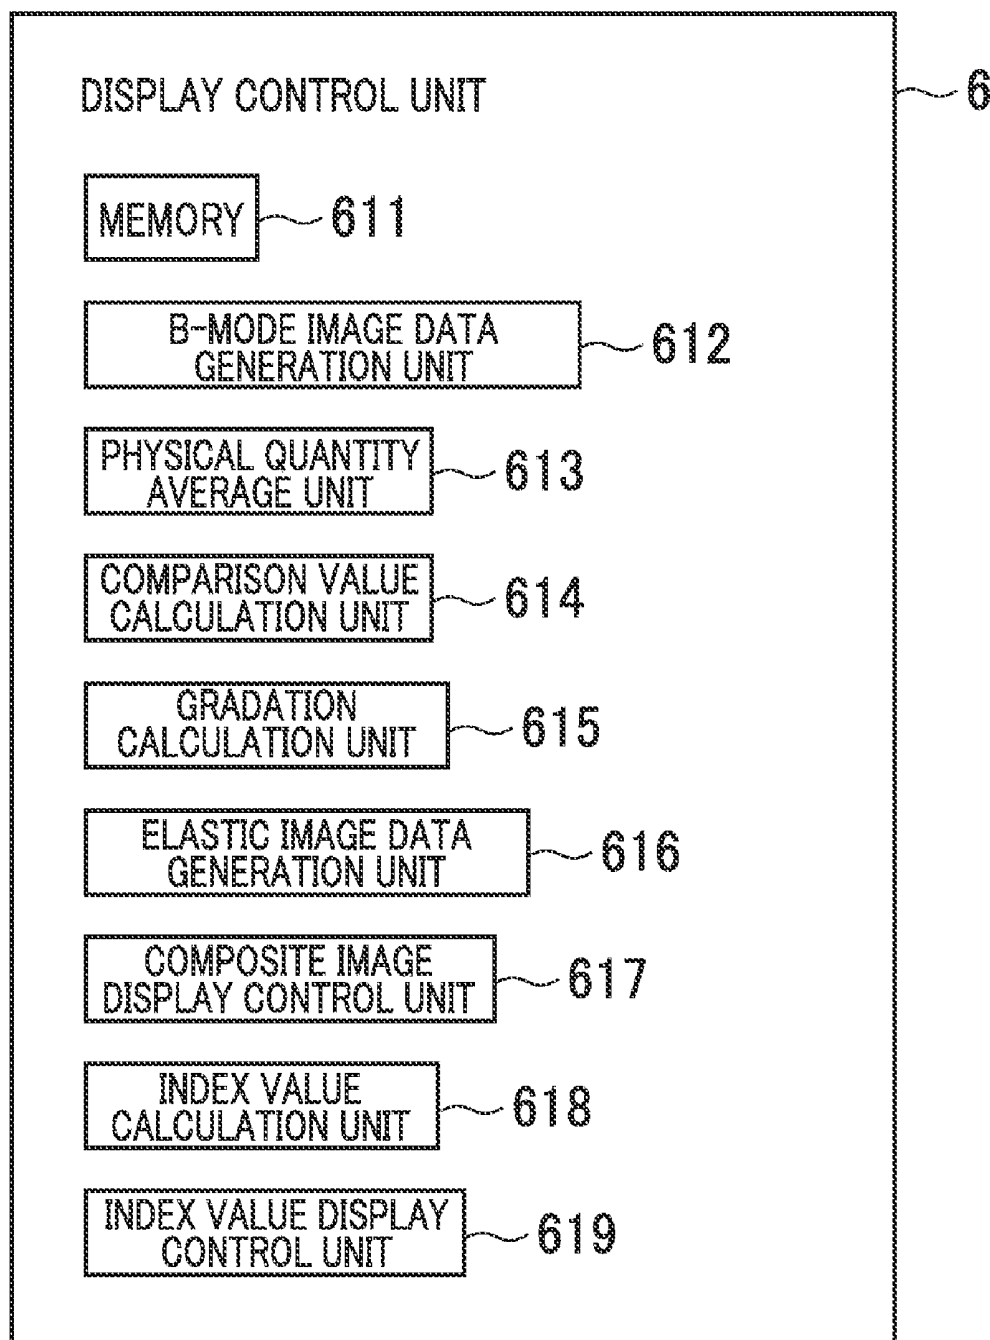 DISPLAY CONTROL UNIT
6
MEMORY
611
B-MODE IMAGE DATA
GENERATION UNIT
612
PHYSICAL QUANTITY
AVERAGE UNIT
613
COMPARISON VALUE
CALCULATION UNIT
614
GRADATION
CALCULATION UNIT
615
ELASTIC IMAGE DATA
GENERATION UNIT
616
COMPOSITE IMAGE
DISPLAY CONTROL UNIT
617
INDEX VALUE
CALCULATION UNIT
618
INDEX VALUE DISPLAY
CONTROL UNIT
619